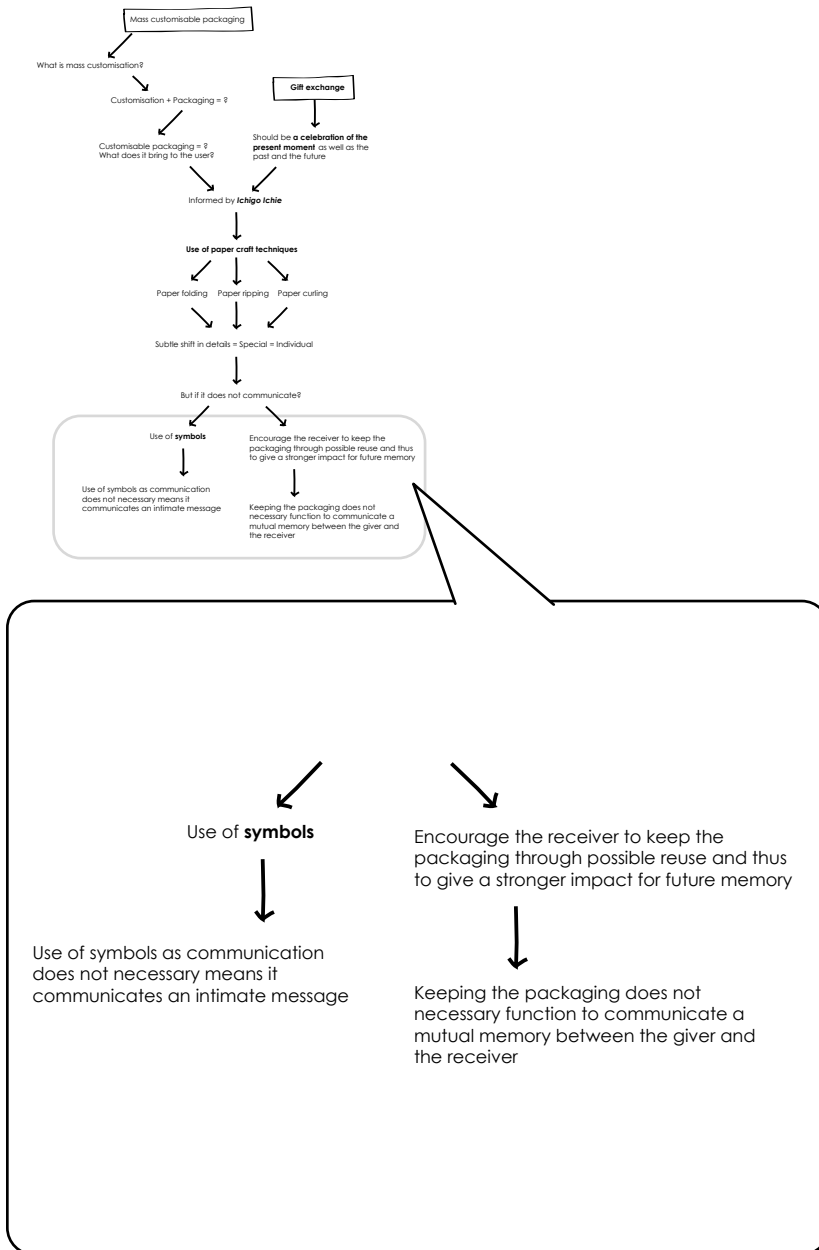 Mass customisable packaging
What is mass customisation?
Customisation + Packaging = ?
Gift exchange
Customisable packaging = ?
What does it bring to the user?
Should be a celebration of the
present moment as well as the
past and the future
Informed by Ichigo Ichie
Use of paper craft techniques
Paper folding
Paper ripping
Paper curling
Subtle shift in details = Special = Individual
But if it does not communicate?
Use of symbols
Use of symbols as communication
does not necessary means it
communicates an intimate message
Encourage the receiver to keep the
packaging through possible reuse and thus
to give a stronger impact for future memory
Keeping the packaging does not
necessary function to communicate a
mutual memory between the giver and
the receiver
Use of symbols
Use of symbols as communication
does not necessary means it
communicates an intimate message
Encourage the receiver to keep the
packaging through possible reuse and thus
to give a stronger impact for future memory
Keeping the packaging does not
necessary function to communicate a
mutual memory between the giver and
the receiver